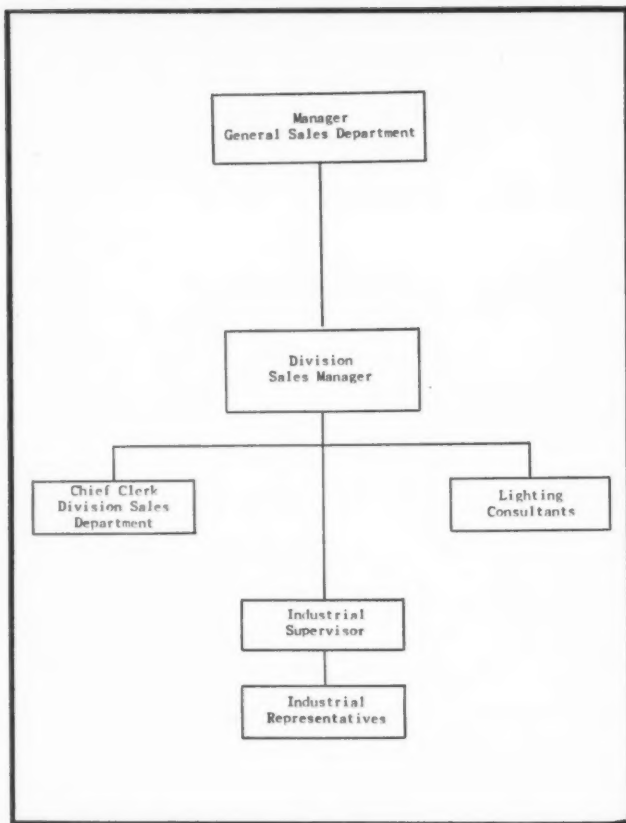 Manager
General Sales Department
Division
Sales Manager
Chief Clerk
Division Sales
Department
Lighting
Consultants
Industrial
Supervisor
Industrial
Representatives